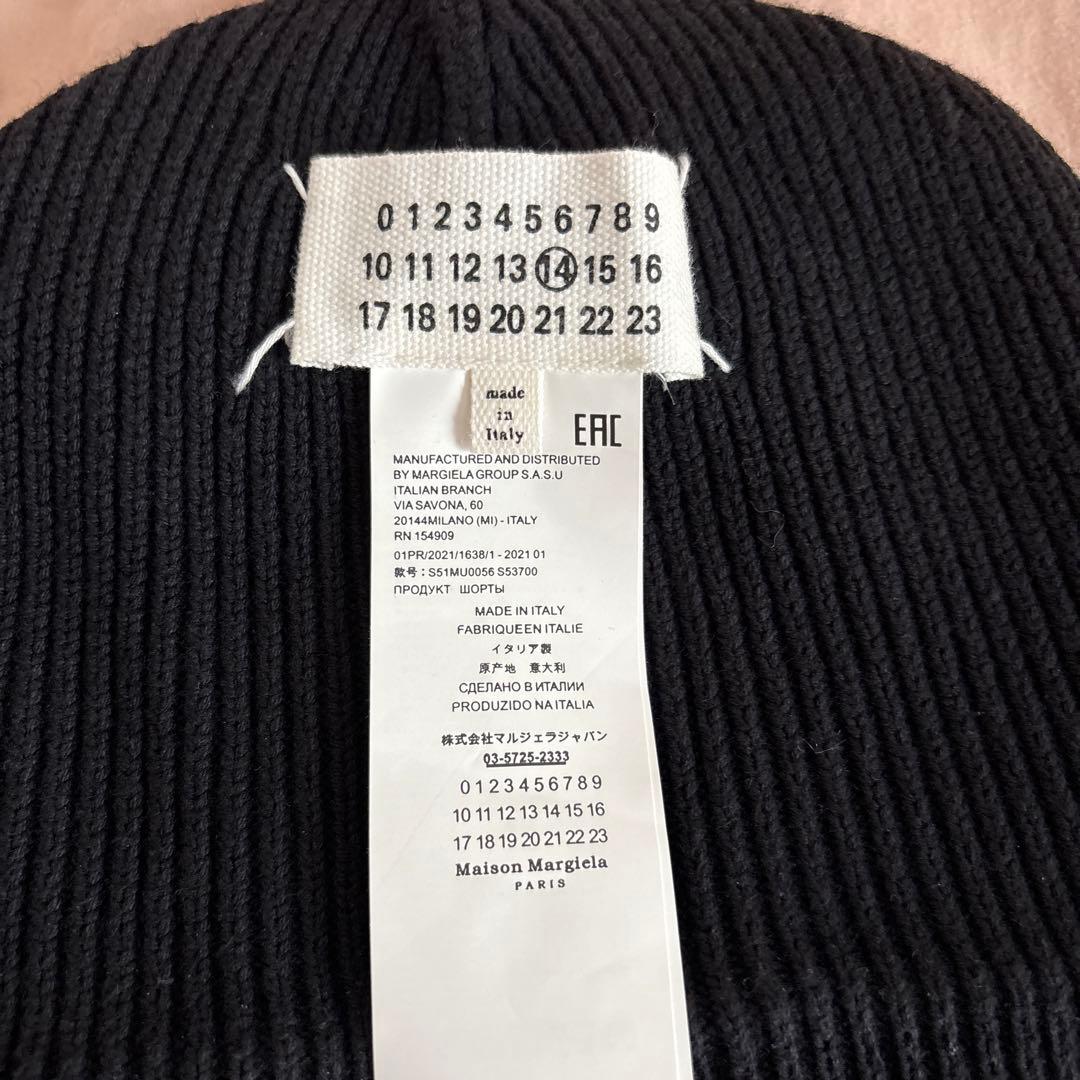 0 1 2 3 4 5 6 7 8 9
10 11 12 13 14 15 16
17 18 19 20 21 22 23
made
in
Italy
EAC
MANUFACTURED AND DISTRIBUTED
BY MARGIELA GROUP S.A.S.U
ITALIAN BRANCH
VIA SAVONA, 60
20144MILANO (MI) - ITALY
RN 154909
01PR/2021/1638/1 - 2021 01
敦号：S51MU0056 S53700
ПРОДУКТ ШОРТЫ
MADE IN ITALY
FABRIQUE EN ITALIE
イタリア製
原产地 意大利
СДЕЛАНО В ИТАЛИИ
PRODUZIDO NA ITALIA
株式会社マルジェラジャパン
03-5725-2333
0 1 2 3 4 5 6 7 8 9
10 11 12 13 14 15 16
17 18 19 20 21 22 23
Maison Margiela
PARIS